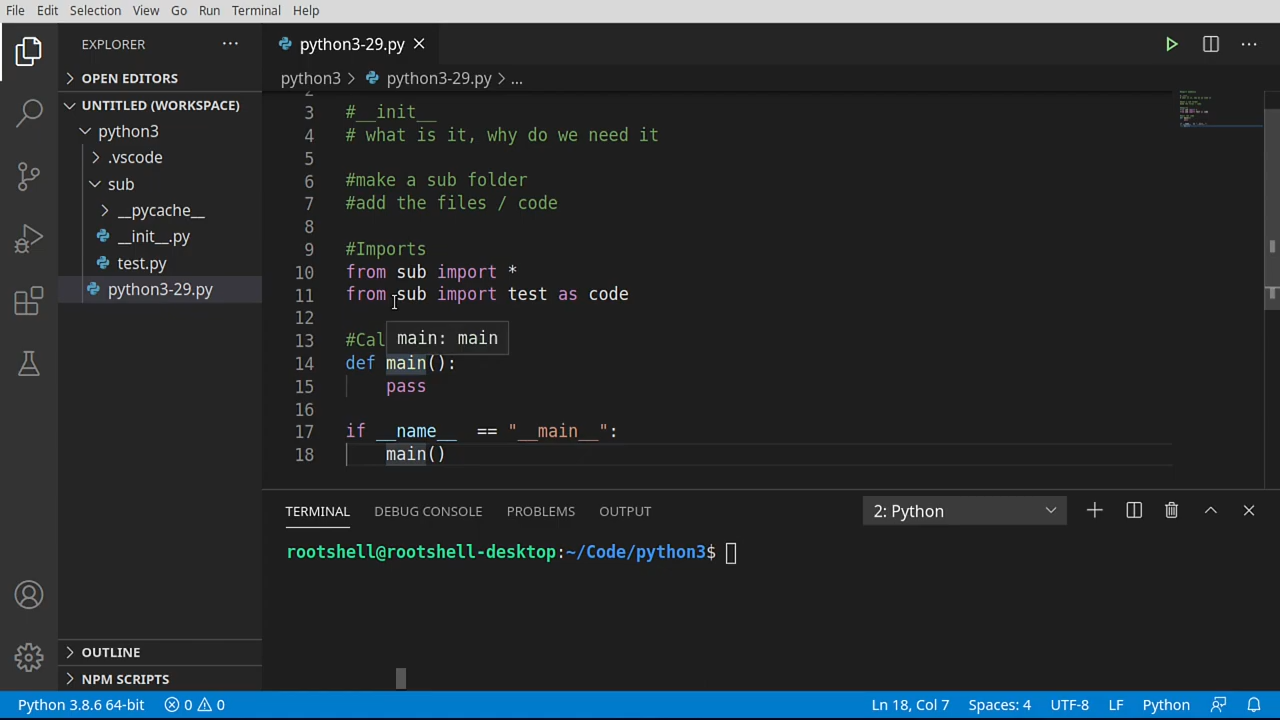 File Edit Selection View Go Run Terminal Help
EXPLORER
OPEN EDITORS
UNTITLED (WORKSPACE)
python3
.vscode
sub
__pycache__
__init__.py
test.py
python3-29.py
OUTLINE
NPM SCRIPTS
python3-29.py
python3 > python3-29.py > ...
3 #__init__
4 # what is it, why do we need it
5
6 #make a sub folder
7 #add the files / code
8
9 #Imports
10 from sub import *
11 from sub import test as code
12
main: main
13 #Cal
14 def main():
15 pass
16
17 if __name__ == "__main__":
18 main()
TERMINAL DEBUG CONSOLE PROBLEMS OUTPUT 2: Python
rootshell@rootshell-desktop:~/Code/python3$
Python 3.8.6 64-bit 0 0 Ln 18, Col 7 Spaces: 4 UTF-8 LF Python